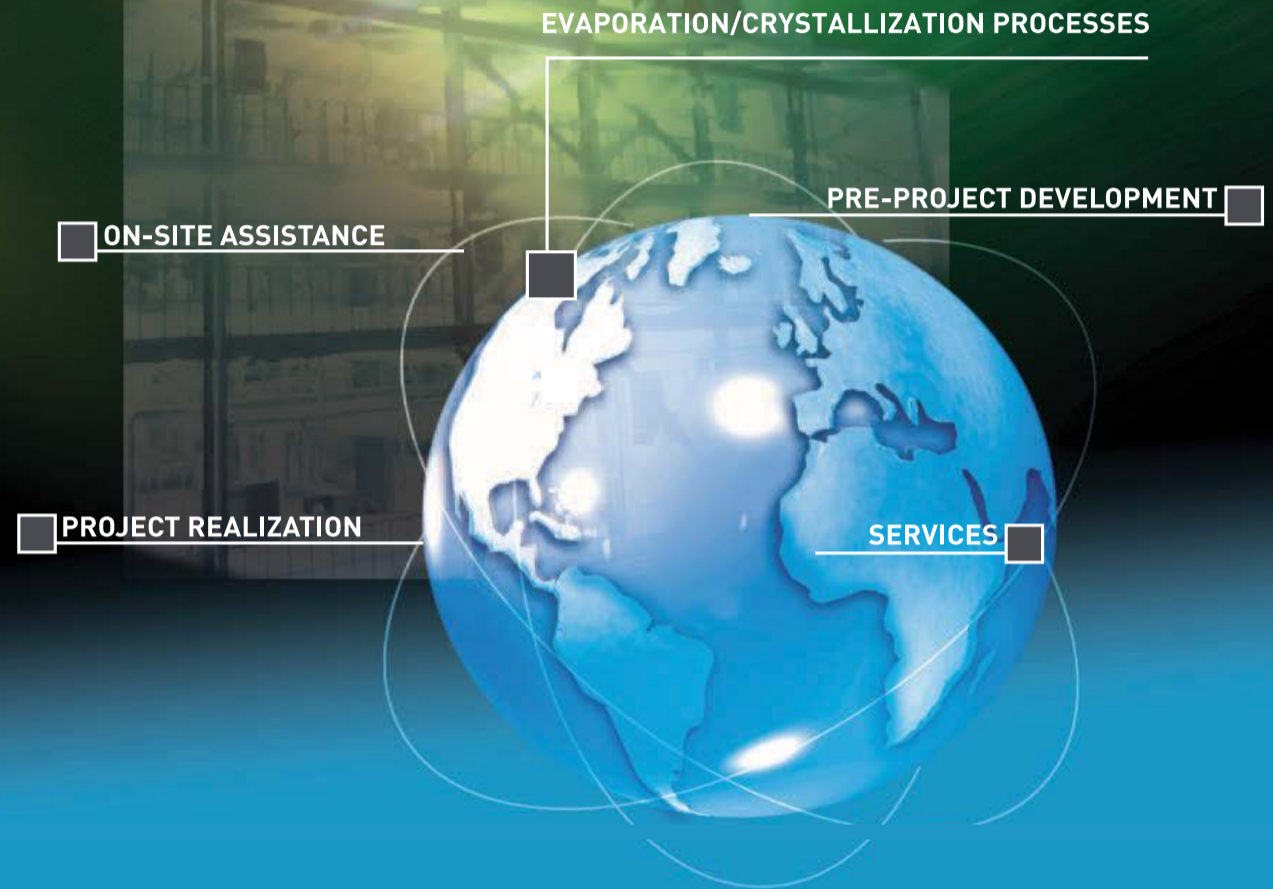 EVAPORATION/CRYSTALLIZATION PROCESSES
PRE-PROJECT DEVELOPMENT
ON-SITE ASSISTANCE
PROJECT REALIZATION
SERVICES